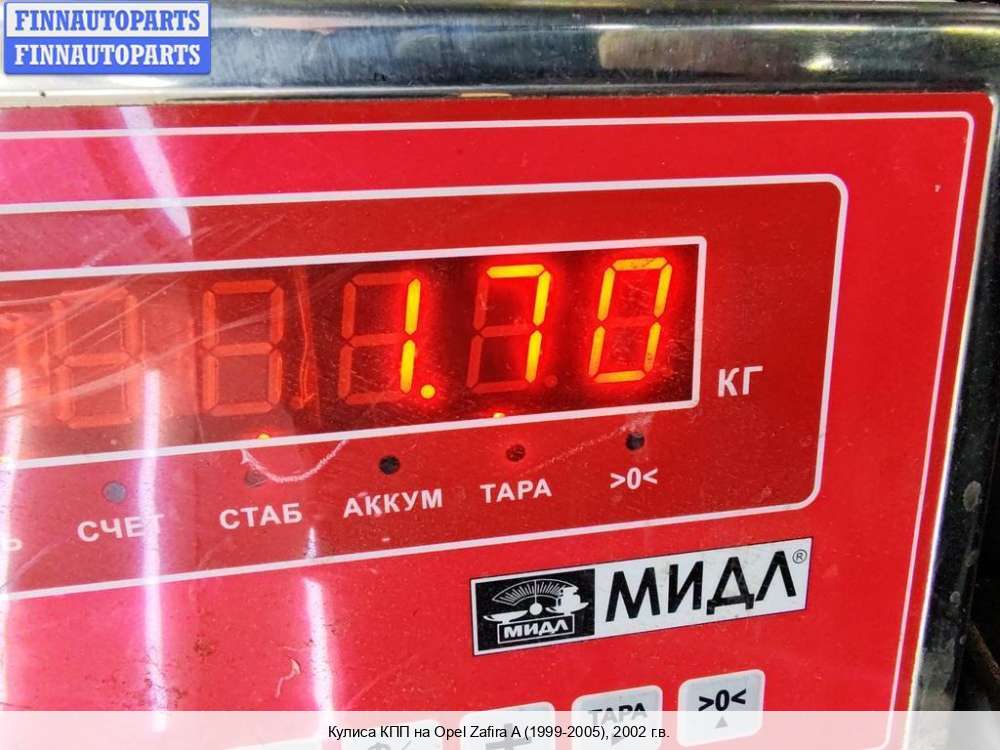 FINNAUTOPARTS
FINNAUTOPARTS
1.70
КГ
СЧЕТ
СТАБ
АККУМ
ТАРА
>0<
МИДЛ®
МИДЛ
ТАРА
>0<
Кулиса КПП на Opel Zafira A (1999-2005), 2002 г.в.